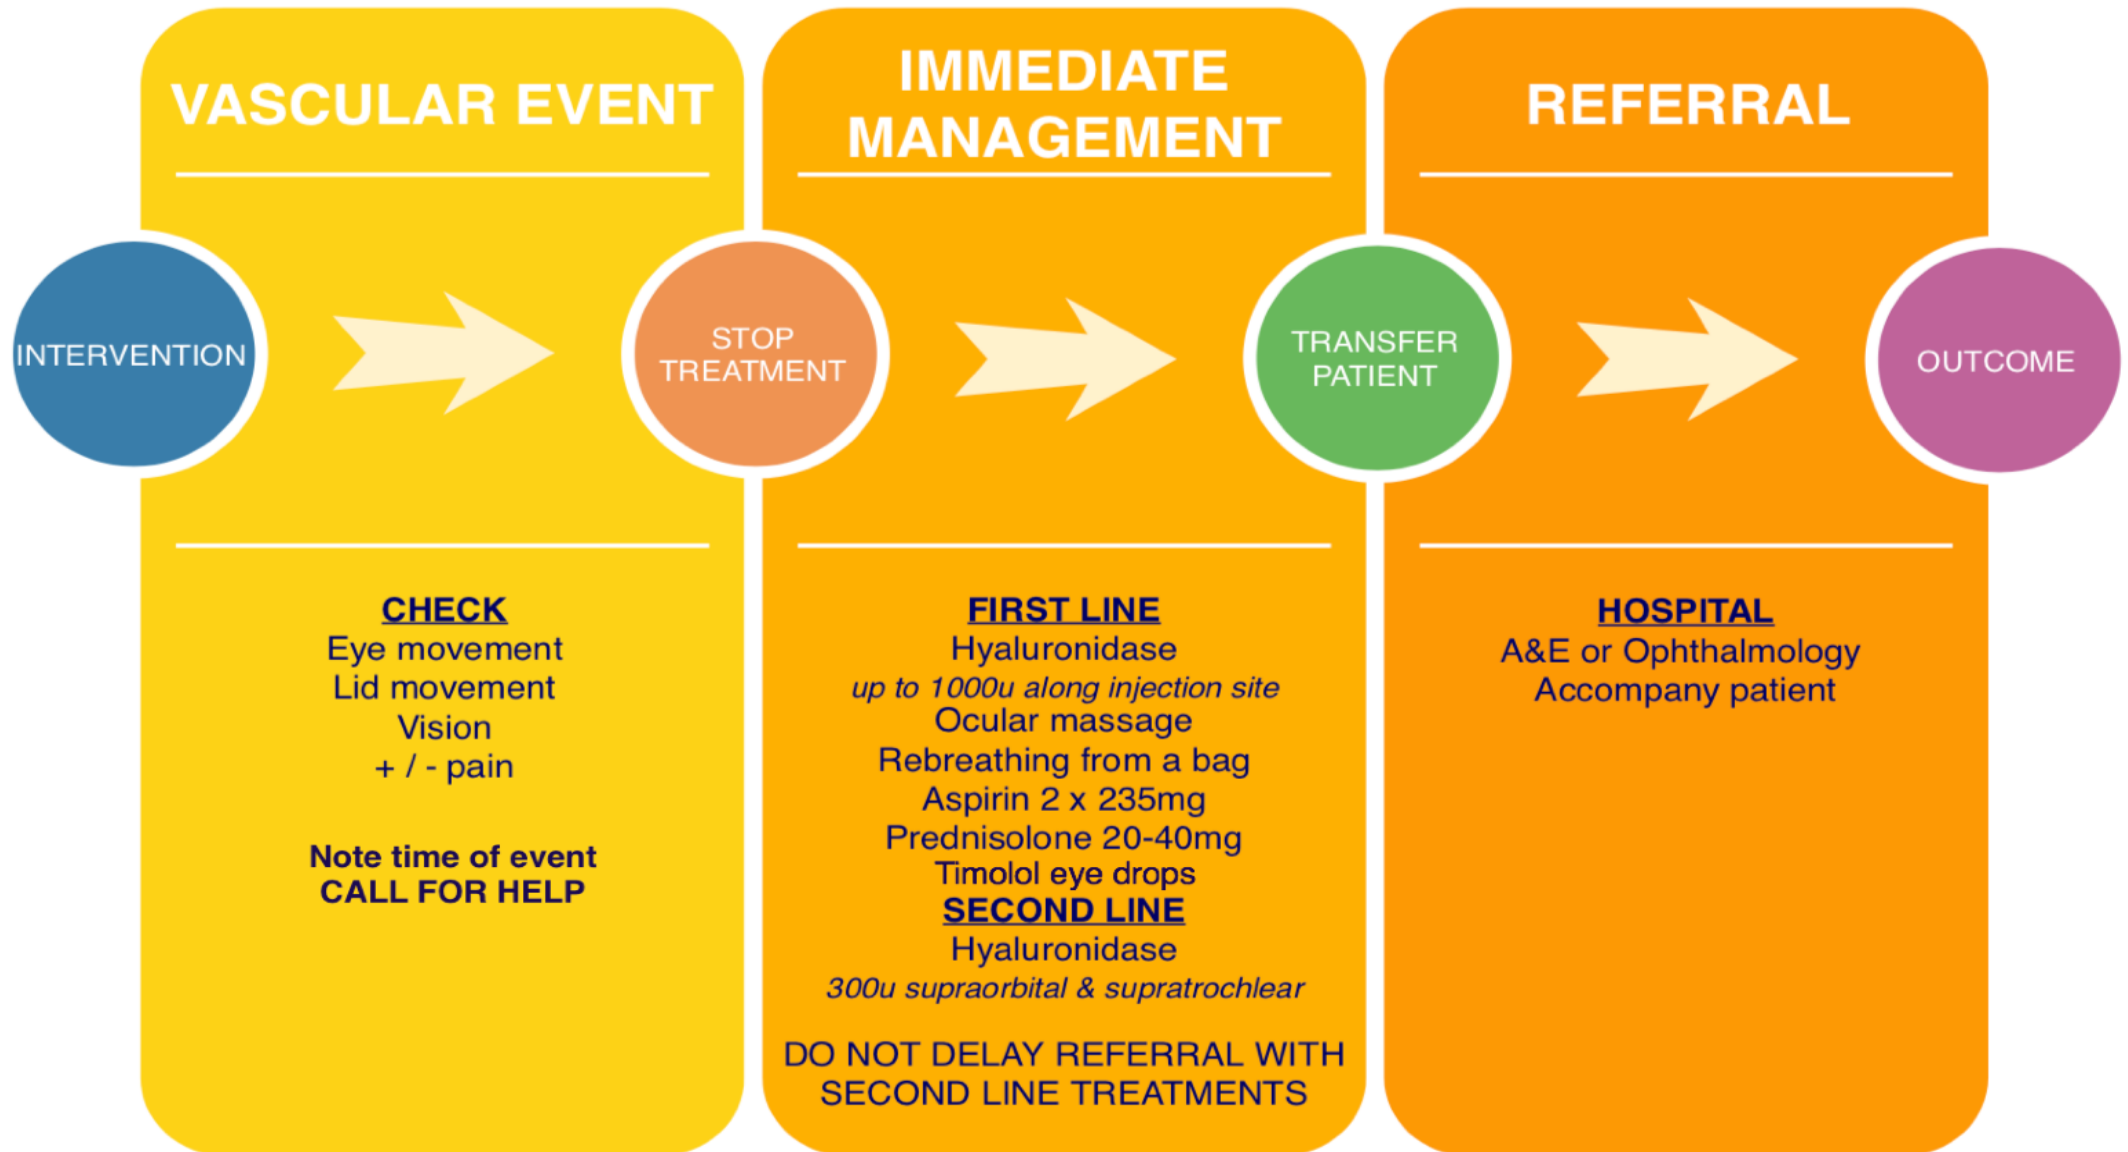 VASCULAR EVENT
INTERVENTION
CHECK
Eye movement
Lid movement
Vision
+ / - pain
Note time of event
CALL FOR HELP
IMMEDIATE
MANAGEMENT
STOP
TREATMENT
FIRST LINE
Hyaluronidase
up to 1000u along injection site
Ocular massage
Rebreathing from a bag
Aspirin 2 x 235mg
Prednisolone 20-40mg
Timolol eye drops
SECOND LINE
Hyaluronidase
300u supraorbital & supratrochlear
DO NOT DELAY REFERRAL WITH
SECOND LINE TREATMENTS
REFERRAL
TRANSFER
PATIENT
OUTCOME
HOSPITAL
A&E or Ophthalmology
Accompany patient